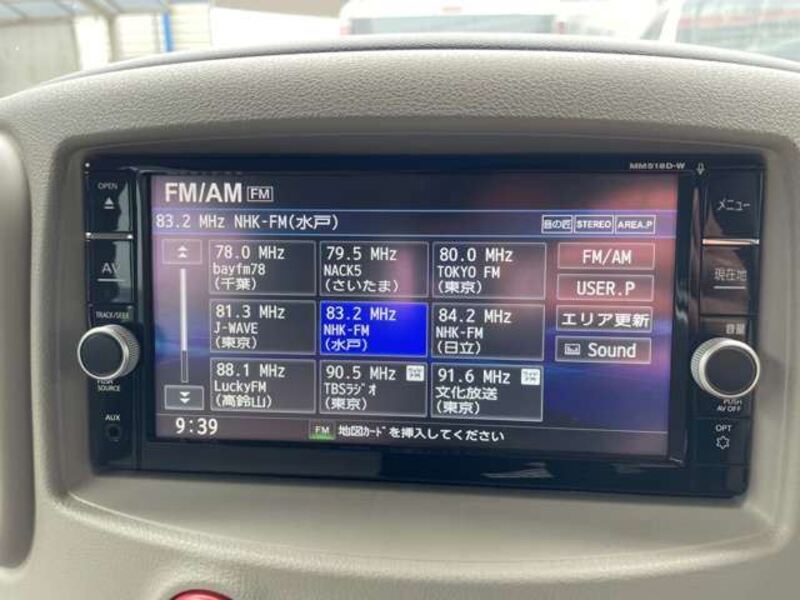 MM518D-W
OPEN
AV
TRACK/SEEK
PUSH
SOURCE
AUX
FM/AM FM
83.2 MHz NHK-FM(水戸)
音の匠 STEREO AREA.P
78.0 MHz
bayfm78
(千葉)
79.5 MHz
NACK5
(さいたま)
80.0 MHz
TOKYO FM
(東京)
81.3 MHz
J-WAVE
(東京)
83.2 MHz
NHK-FM
(水戸)
84.2 MHz
NHK-FM
(日立)
88.1 MHz
LuckyFM
(高鈴山)
90.5 MHz
TBSラジオ
(東京)
91.6 MHz
文化放送
(東京)
FM/AM
USER.P
エリア更新
Sound
9:39
FM 地図カードを挿入してください
メニュー
現在地
音量
PUSH
AV OFF
OPT